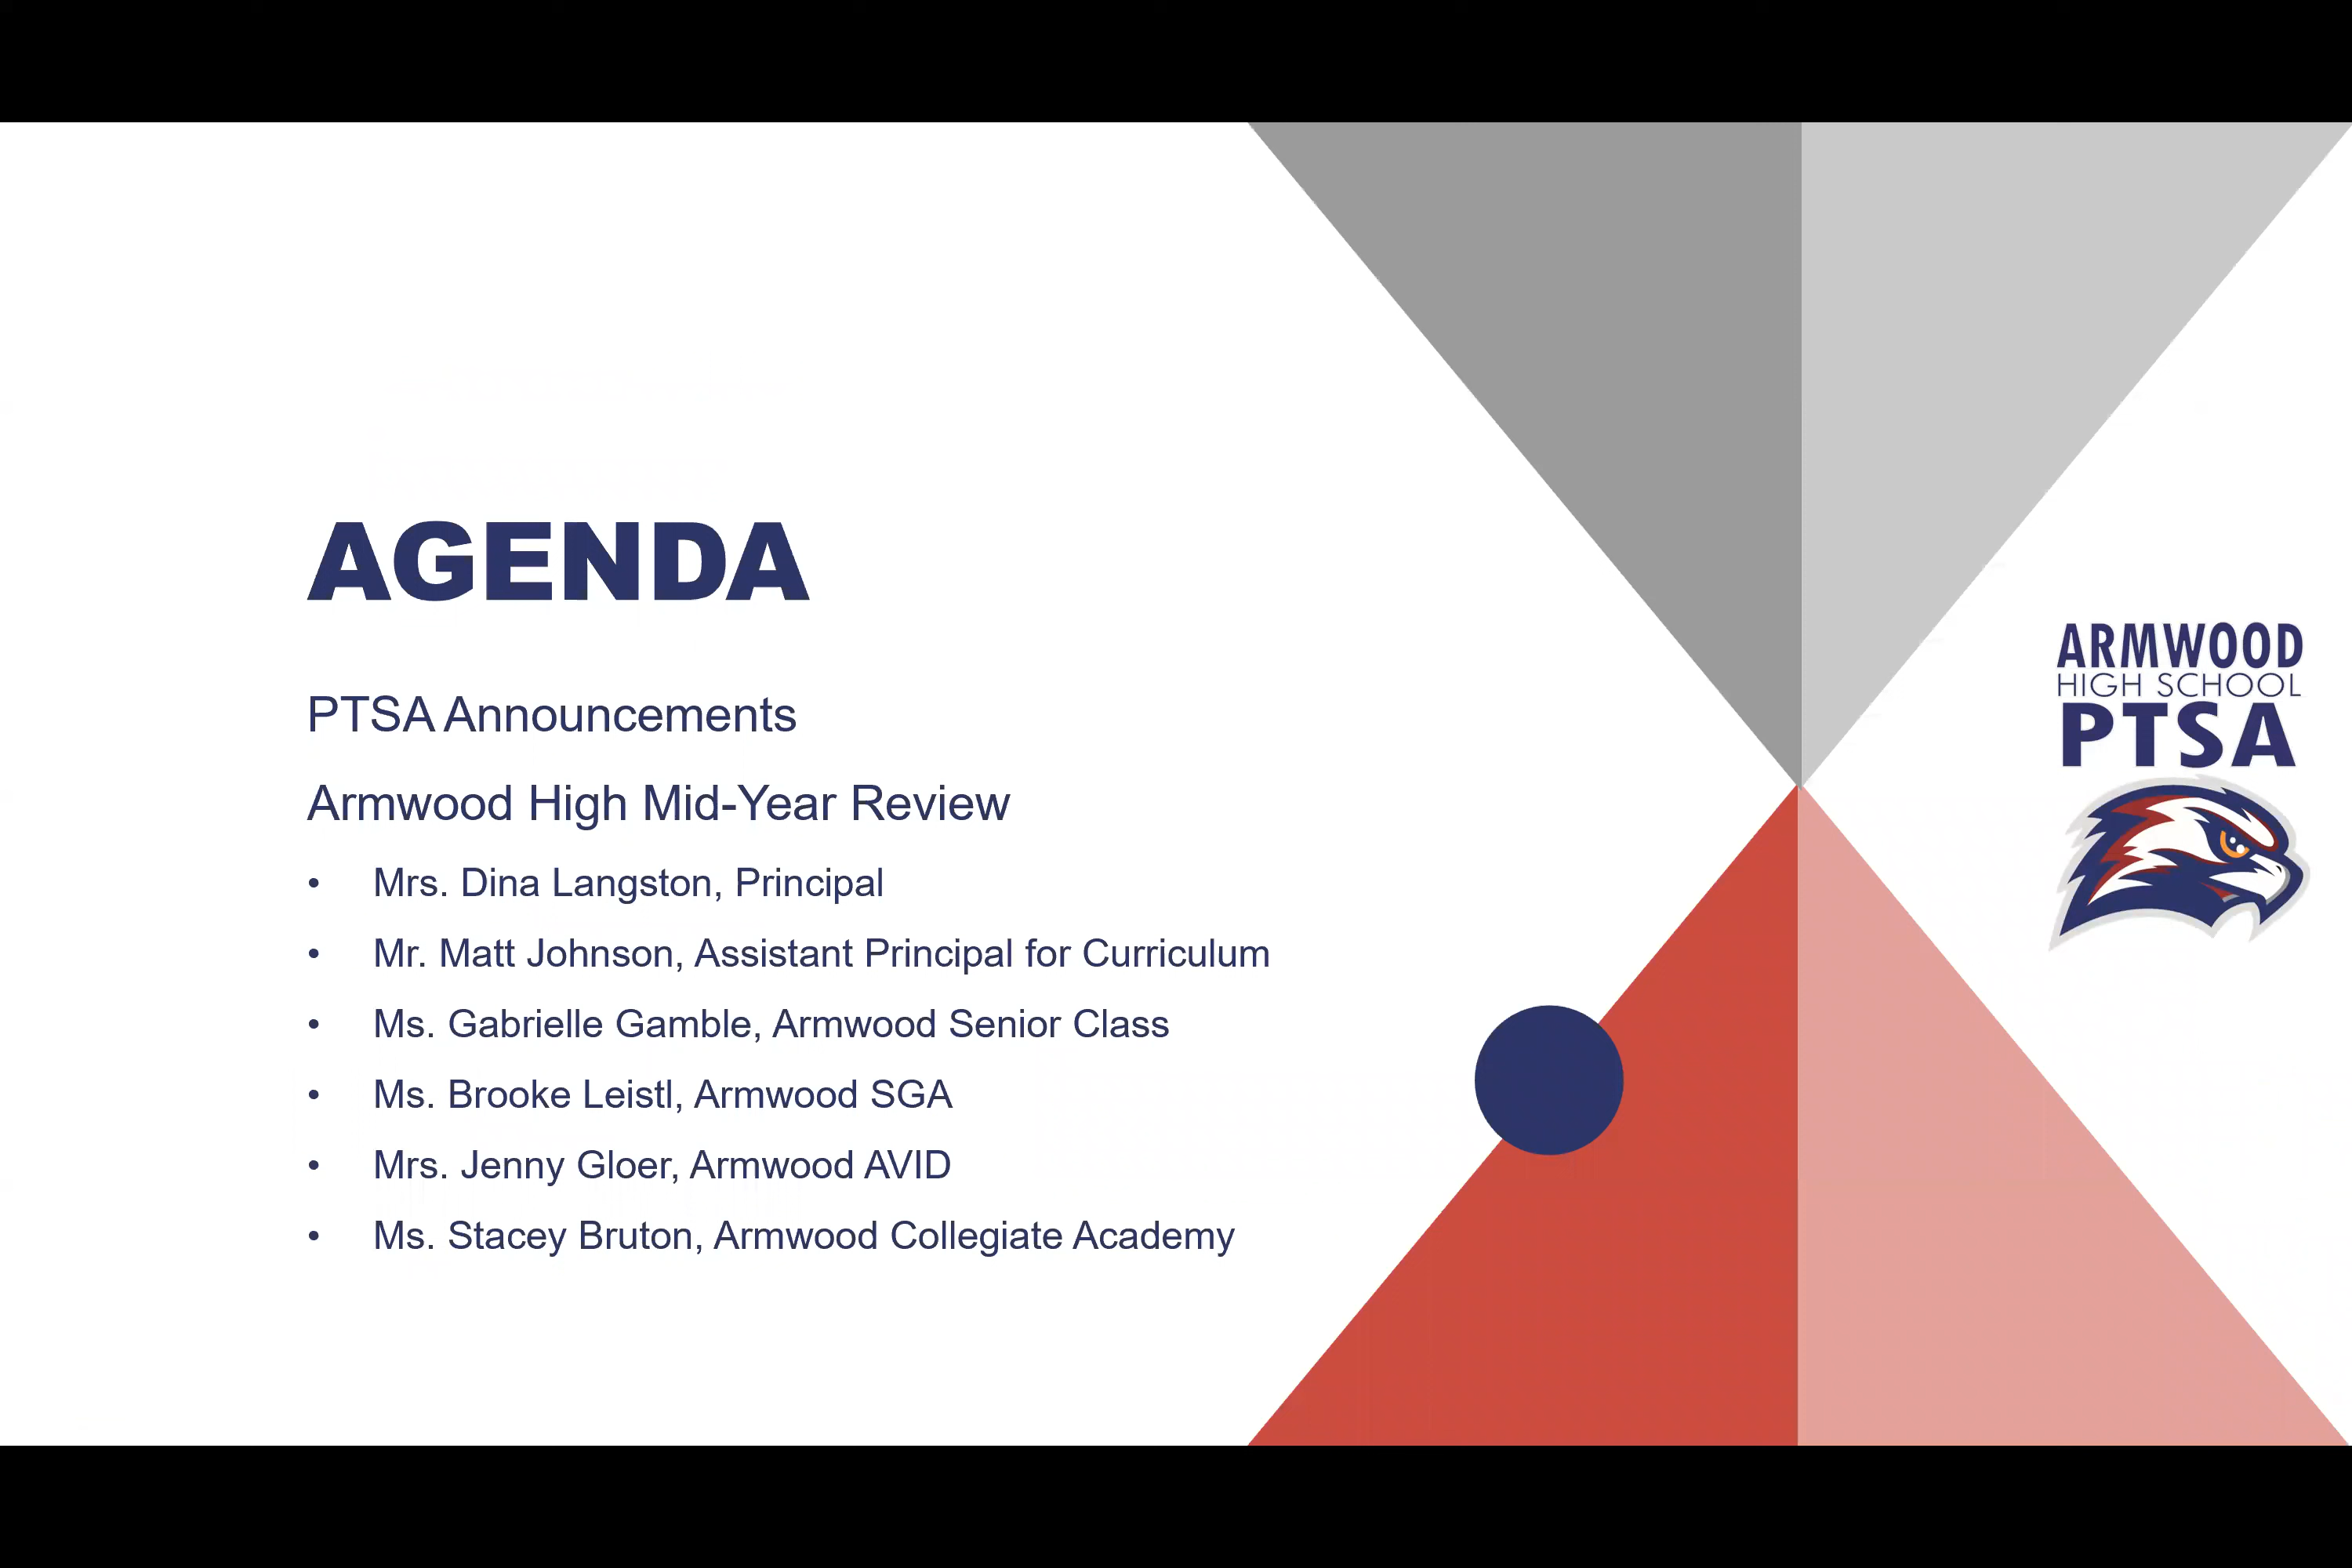 AGENDA
PTSA Announcements
Armwood High Mid-Year Review
• Mrs. Dina Langston, Principal
• Mr. Matt Johnson, Assistant Principal for Curriculum
• Ms. Gabrielle Gamble, Armwood Senior Class
• Ms. Brooke Leistl, Armwood SGA
• Mrs. Jenny Gloer, Armwood AVID
• Ms. Stacey Bruton, Armwood Collegiate Academy
ARMWOOD
HIGH SCHOOL
PTSA